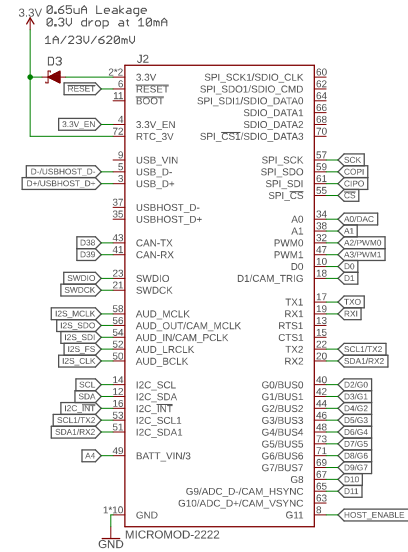 3.3V 0.65uA Leakage
0.3V drop at 10mA
1A/23V/620mV
D3
J2
2*2 3.3V SPI_SCK1/SDIO_CLK 60
RESET 6 RESET SPI_SDO1/SDIO_CMD 62
11 BOOT SPI_SDI1/SDIO_DATA0 64
SDIO_DATA1 66
3.3V_EN 4 3.3V_EN SDIO_DATA2 68
72 RTC_3V SPI_CS1/SDIO_DATA3 70
9 USB_VIN SPI_SCK 57 SCK
D-/USBHOST_D- 5 USB_D- SPI_SDO 59 COPI
D+/USBHOST_D+ 3 USB_D+ SPI_SDI 61 CIPO
SPI_CS 55 CS
37 USBHOST_D-
35 USBHOST_D+ A0 34 A0/DAC
A1 38 A1
D38 43 CAN-TX PWM0 32 A2/PWM0
D39 41 CAN-RX PWM1 47 A3/PWM1
D0 10 D0
SWDIO 23 SWDIO D1/CAM_TRIG 18 D1
SWDCK 21 SWDCK
TX1 17 TXO
I2S_MCLK 58 AUD_MCLK RX1 19 RXI
I2S_SDO 56 AUD_OUT/CAM_MCLK RTS1 13
I2S_SDI 54 AUD_IN/CAM_PCLK CTS1 15
I2S_FS 52 AUD_LRCLK TX2 22 SCL1/TX2
I2S_CLK 50 AUD_BCLK RX2 20 SDA1/RX2
SCL 14 I2C_SCL G0/BUS0 40 D2/G0
SDA 12 I2C_SDA G1/BUS1 42 D3/G1
I2C_INT 16 I2C_INT G2/BUS2 44 D4/G2
SCL1/TX2 53 I2C_SCL1 G3/BUS3 46 D5/G3
SDA1/RX2 51 I2C_SDA1 G4/BUS4 48 D6/G4
G5/BUS5 73 D7/G5
A4 49 BATT_VIN/3 G6/BUS6 71 D8/G6
G7/BUS7 69 D9/G7
G8 67 D10
G9/ADC_D-/CAM_HSYNC 65 D11
G10/ADC_D+/CAM_VSYNC 63
1*10 GND G11 8 HOST_ENABLE
GND
MICROMOD-2222